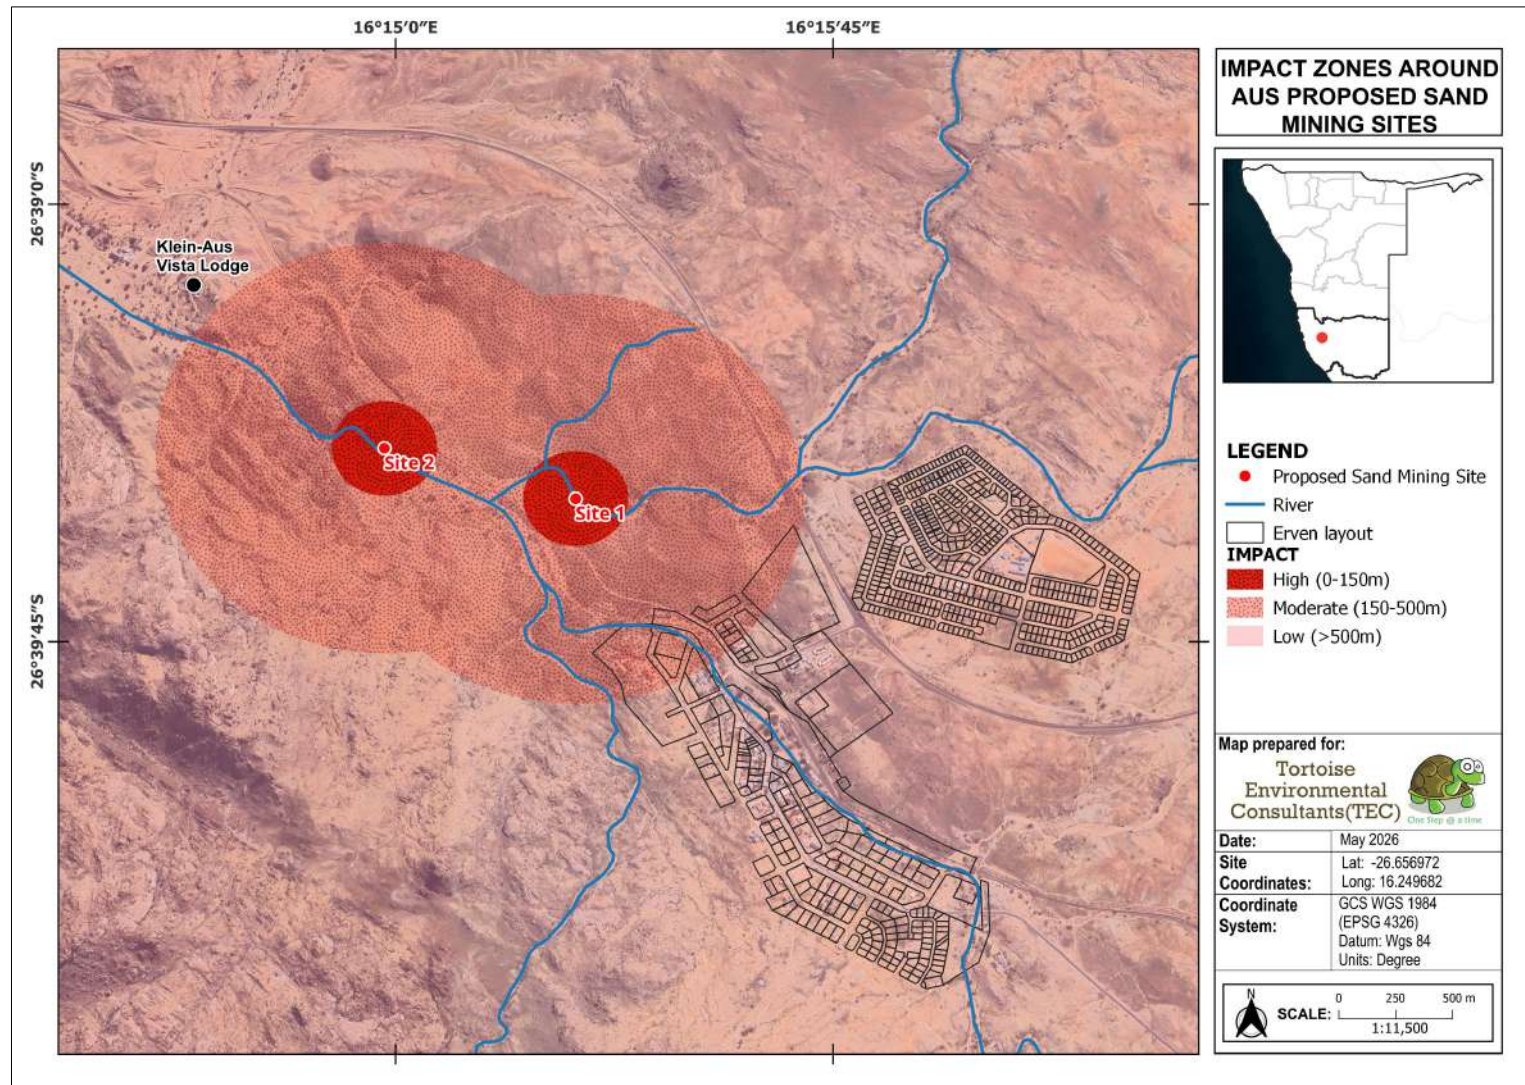 16°15'0"E
16°15'45"E
26°39'0"S
26°39'45"S
Klein-Aus
Vista Lodge
Site 2
Site 1
IMPACT ZONES AROUND
AUS PROPOSED SAND
MINING SITES
LEGEND
Proposed Sand Mining Site
River
Erven layout
IMPACT
High (0-150m)
Moderate (150-500m)
Low (>500m)
Map prepared for:
Tortoise
Environmental
Consultants(TEC)
One Step @ a time
Date: May 2026
Site Coordinates: Lat: -26.656972
Long: 16.249682
Coordinate System: GCS WGS 1984
(EPSG 4326)
Datum: Wgs 84
Units: Degree
N
SCALE: 0 250 500 m
1:11,500